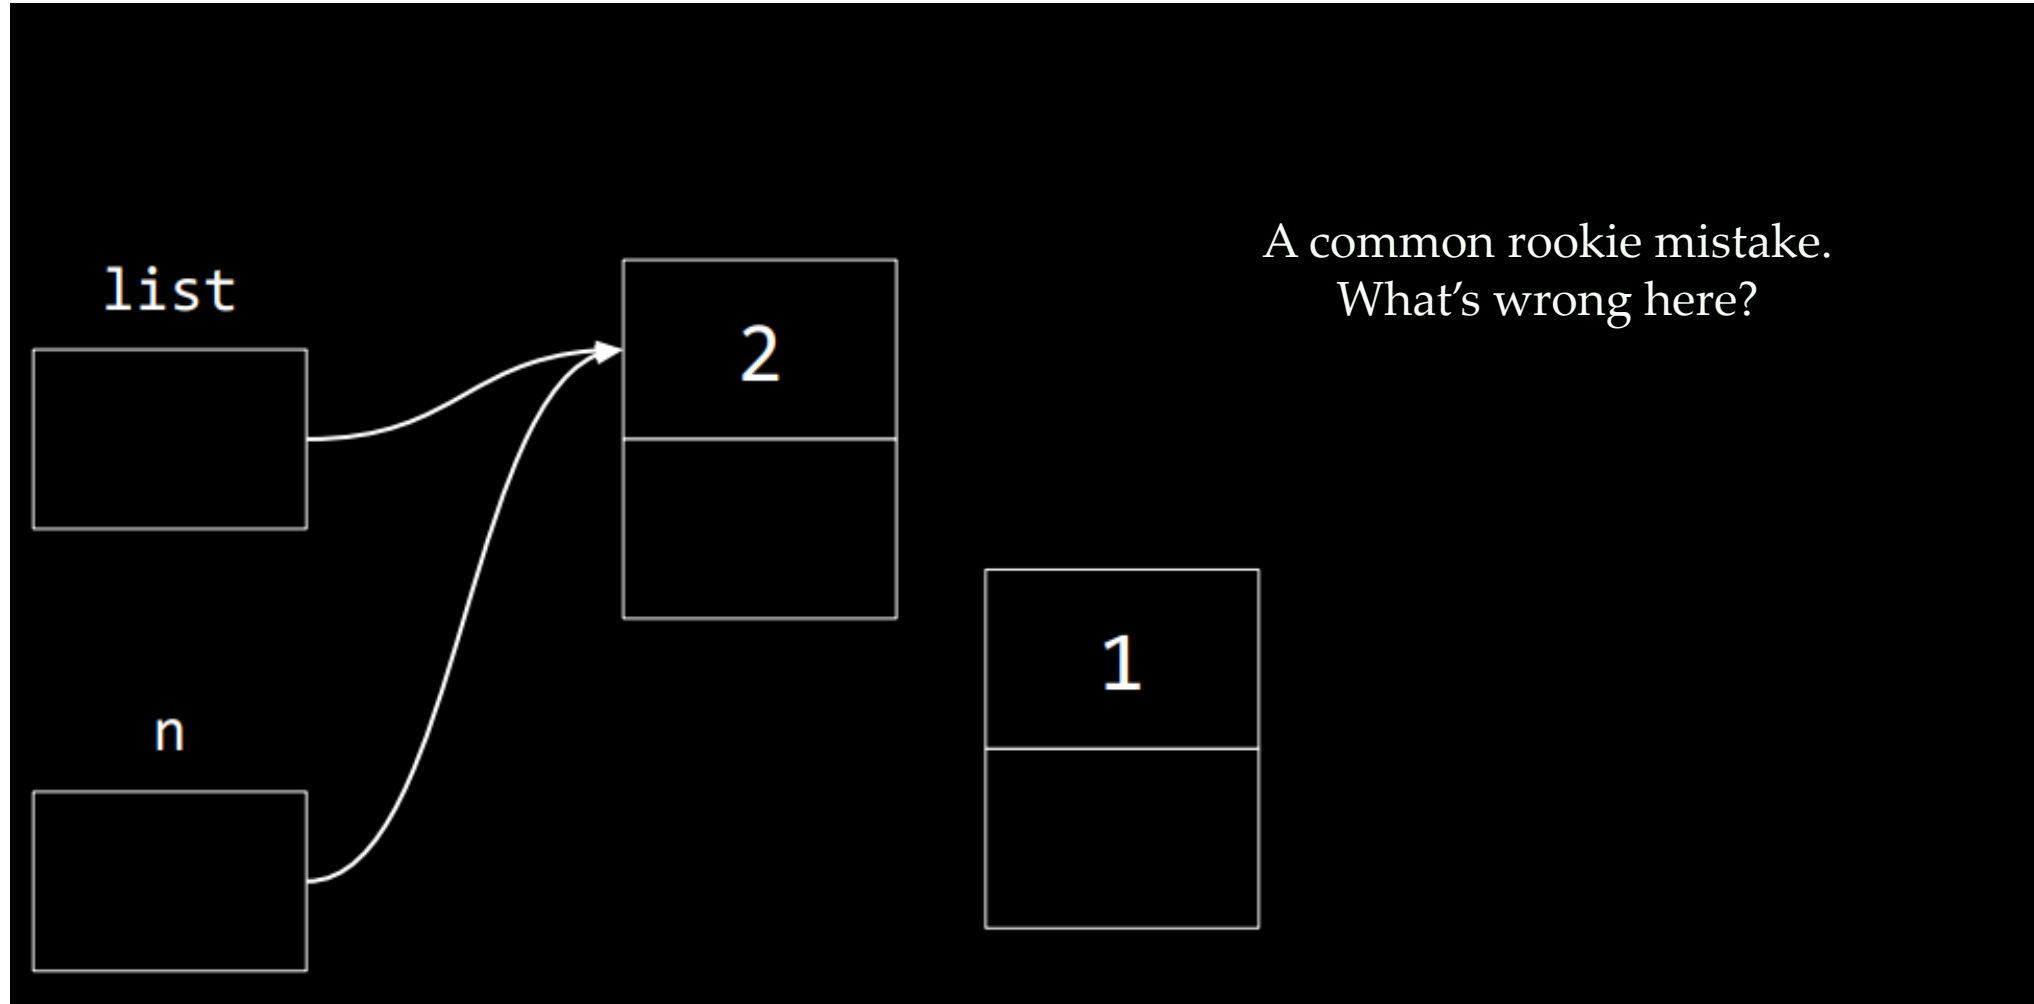 A common rookie mistake.
What’s wrong here?
list
2
1
n